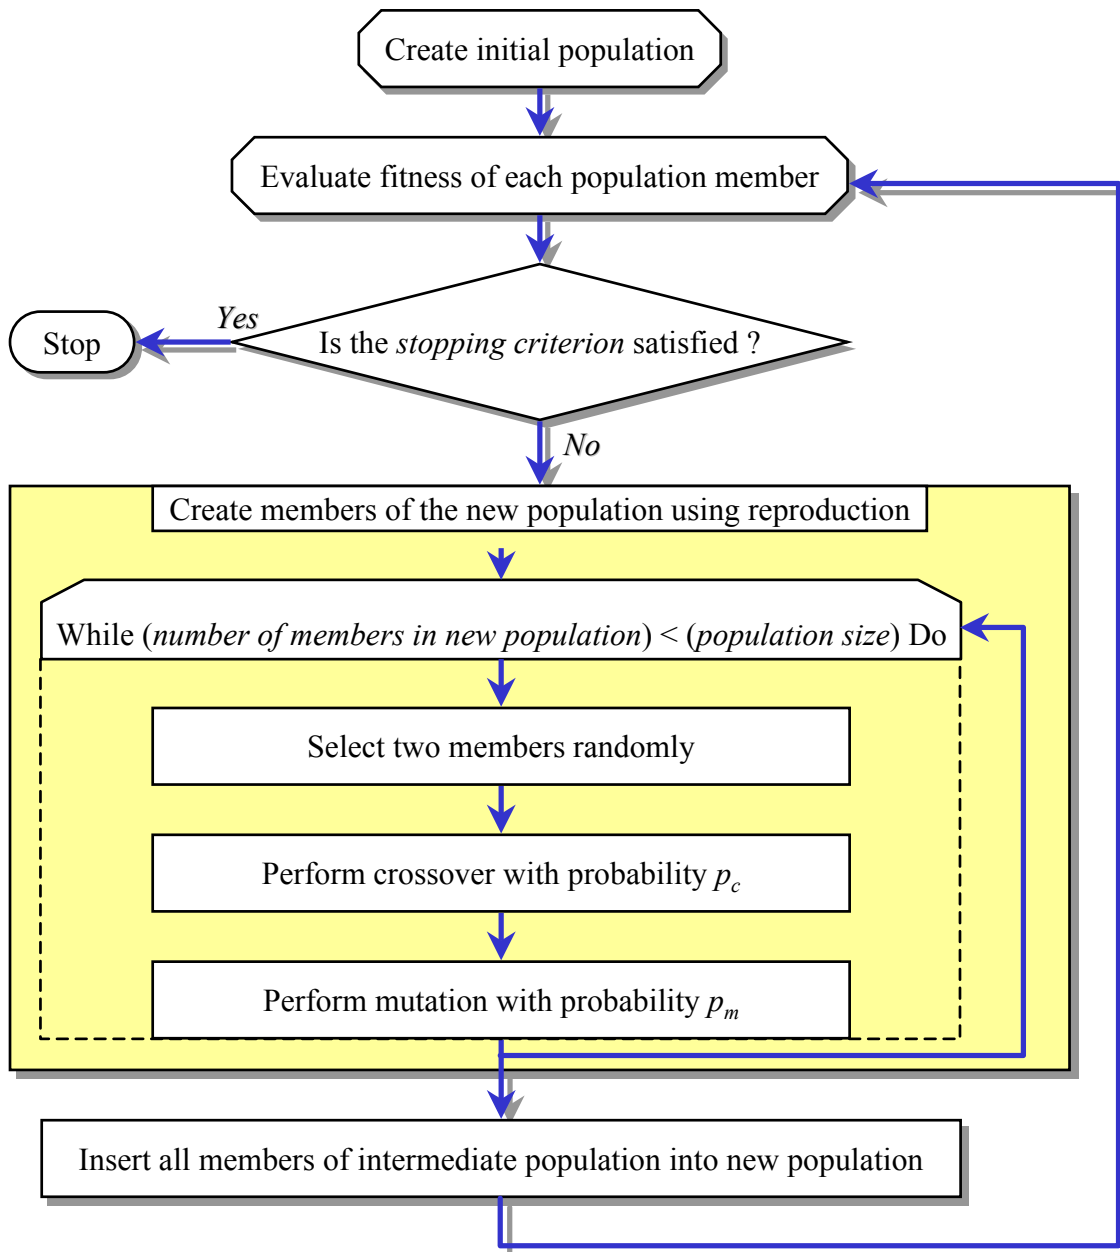 Create initial population
Evaluate fitness of each population member
Yes
Stop
Is the stopping criterion satisfied ?
No
Create members of the new population using reproduction
While (number of members in new population) < (population size) Do
Select two members randomly
Perform crossover with probability p_c
Perform mutation with probability p_m
Insert all members of intermediate population into new population